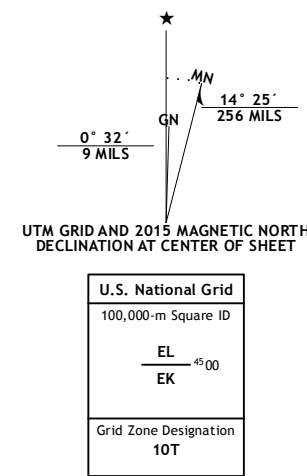 ★
MN
GN
0° 32´
9 MILS
14° 25´
256 MILS
UTM GRID AND 2015 MAGNETIC NORTH
DECLINATION AT CENTER OF SHEET
U.S. National Grid
100,000-m Square ID
EL
4500
EK
Grid Zone Designation
10T